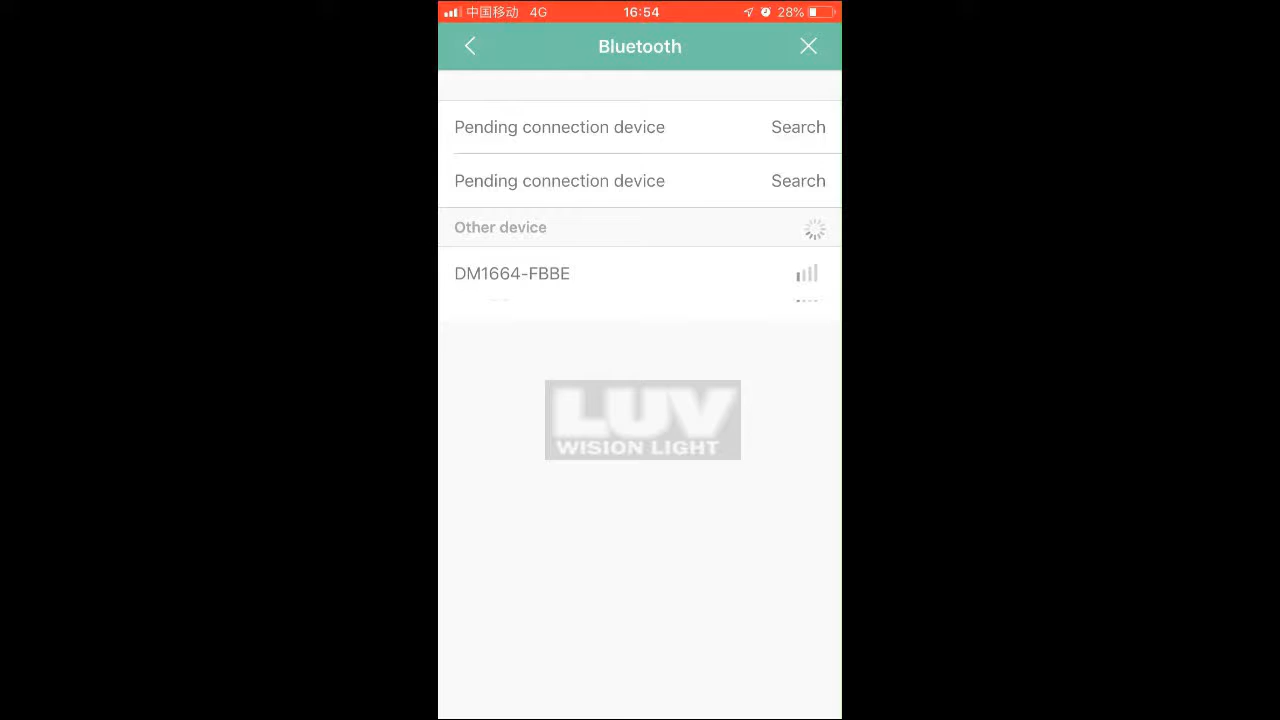 中国移动 4G 16:54 28%
Bluetooth
Pending connection device Search
Pending connection device Search
Other device
DM1664-FBBE
LUV
WISION LIGHT